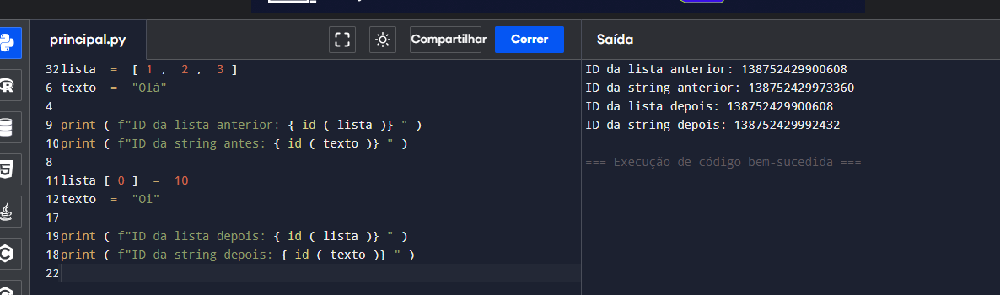 principal.py
Compartilhar
Correr
Saída
32lista = [ 1 , 2 , 3 ]
6 texto = "Olá"
4
9 print ( f"ID da lista anterior: { id ( lista )} " )
10print ( f"ID da string antes: { id ( texto )} " )
8
11lista [ 0 ] = 10
12texto = "Oi"
17
19print ( f"ID da lista depois: { id ( lista )} " )
18print ( f"ID da string depois: { id ( texto )} " )
22
ID da lista anterior: 138752429900608
ID da string anterior: 138752429973360
ID da lista depois: 138752429900608
ID da string depois: 138752429992432
=== Execução de código bem-sucedida ===